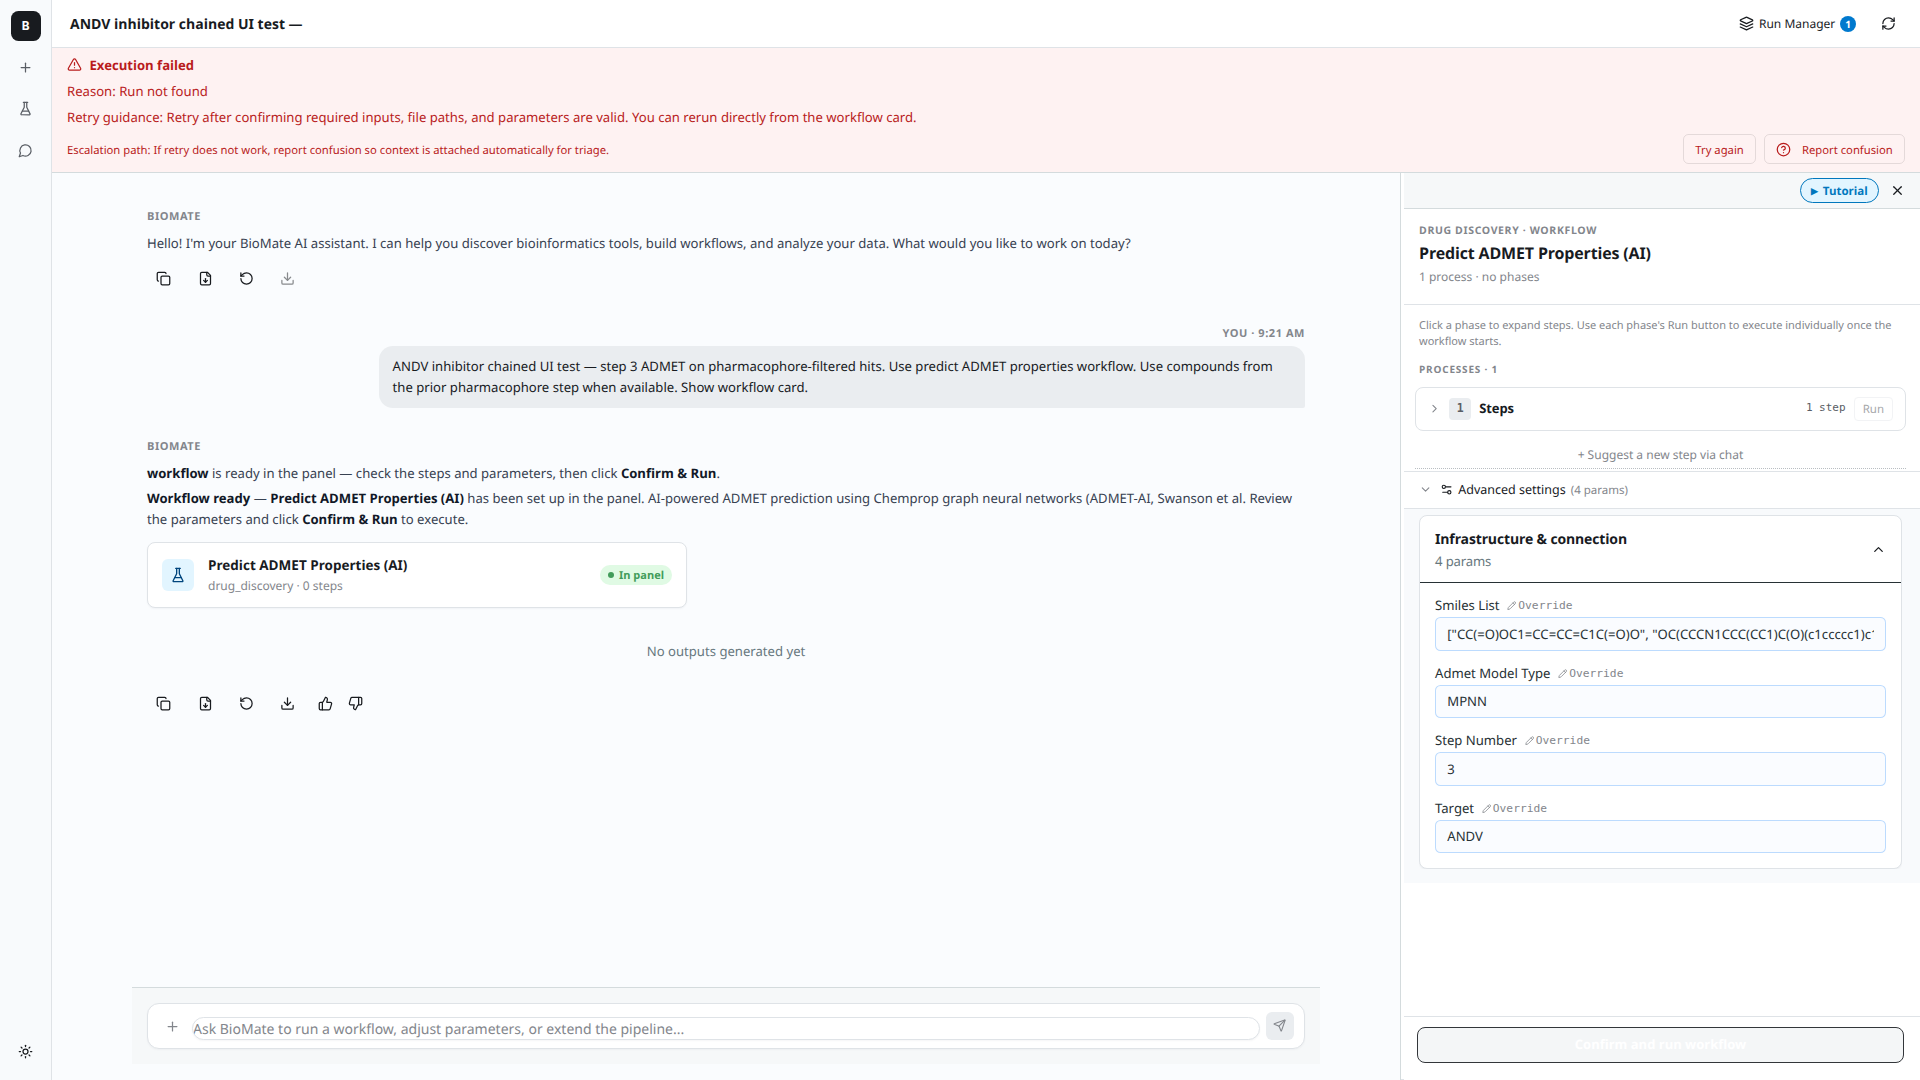 B
ANDV inhibitor chained UI test —
Run Manager 1
Execution failed
Reason: Run not found
Retry guidance: Retry after confirming required inputs, file paths, and parameters are valid. You can rerun directly from the workflow card.
Escalation path: If retry does not work, report confusion so context is attached automatically for triage.
Try again
Report confusion
BIOMATE
Hello! I'm your BioMate AI assistant. I can help you discover bioinformatics tools, build workflows, and analyze your data. What would you like to work on today?
YOU · 9:21 AM
ANDV inhibitor chained UI test — step 3 ADMET on pharmacophore-filtered hits. Use predict ADMET properties workflow. Use compounds from
the prior pharmacophore step when available. Show workflow card.
BIOMATE
workflow is ready in the panel — check the steps and parameters, then click Confirm & Run.
Workflow ready — Predict ADMET Properties (AI) has been set up in the panel. AI-powered ADMET prediction using Chemprop graph neural networks (ADMET-AI, Swanson et al. Review
the parameters and click Confirm & Run to execute.
Predict ADMET Properties (AI)
drug_discovery · 0 steps
In panel
No outputs generated yet
Ask BioMate to run a workflow, adjust parameters, or extend the pipeline...
Tutorial
DRUG DISCOVERY · WORKFLOW
Predict ADMET Properties (AI)
1 process · no phases
Click a phase to expand steps. Use each phase's Run button to execute individually once the
workflow starts.
PROCESSES · 1
1 Steps 1 step Run
+ Suggest a new step via chat
Advanced settings (4 params)
Infrastructure & connection
4 params
Smiles List Override
["CC(=O)OC1=CC=CC=C1C(=O)O", "OC(CCCN1CCC(CC1)C(O)(c1ccccc1)c1
Admet Model Type Override
MPNN
Step Number Override
3
Target Override
ANDV
Confirm and run workflow